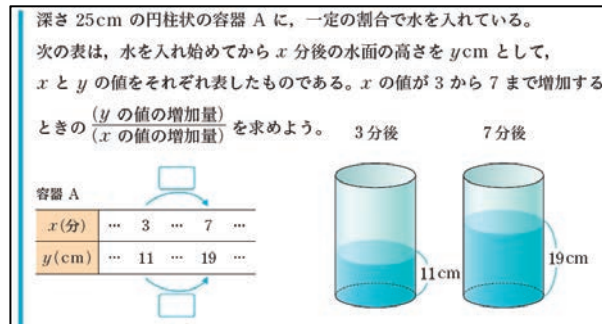 深さ 25cm の円柱状の容器 A に，一定の割合で水を入れている。
次の表は，水を入れ始めてから x 分後の水面の高さを y cm として，
x と y の値をそれぞれ表したものである。x の値が 3 から 7 まで増加する
ときの (y の値の増加量)/(x の値の増加量) を求めよう。
3 分後 7 分後
容器 A
x(分) … 3 … 7 …
y(cm) … 11 … 19 …
11cm 19cm